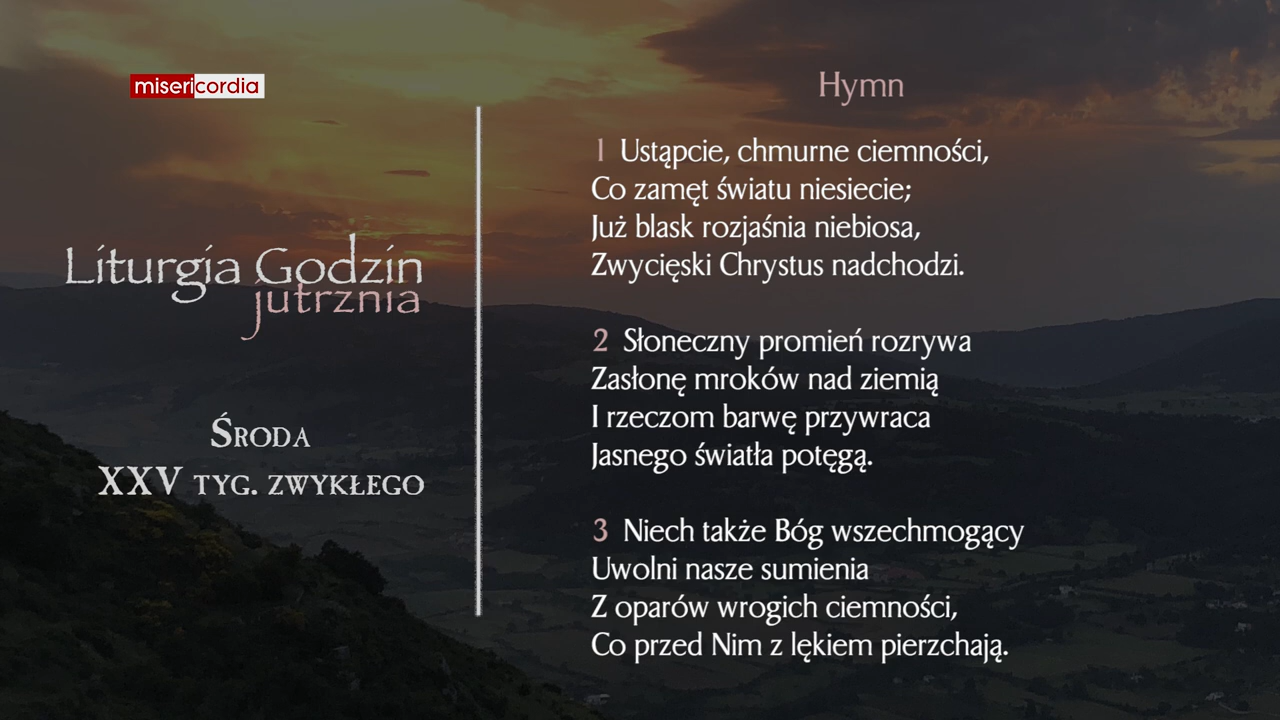 misericordia
Liturgia Godzin
jutrznia
Środa
XXV tyg. zwykłego
Hymn
1 Ustąpcie, chmurne ciemności,
Co zamęt światu niesiecie;
Już blask rozjaśnia niebiosa,
Zwycięski Chrystus nadchodzi.
2 Słoneczny promień rozrywa
Zasłonę mroków nad ziemią
I rzeczom barwę przywraca
Jasnego światła potęgą.
3 Niech także Bóg wszechmogący
Uwolni nasze sumienia
Z oparów wrogich ciemności,
Co przed Nim z lękiem pierzchają.